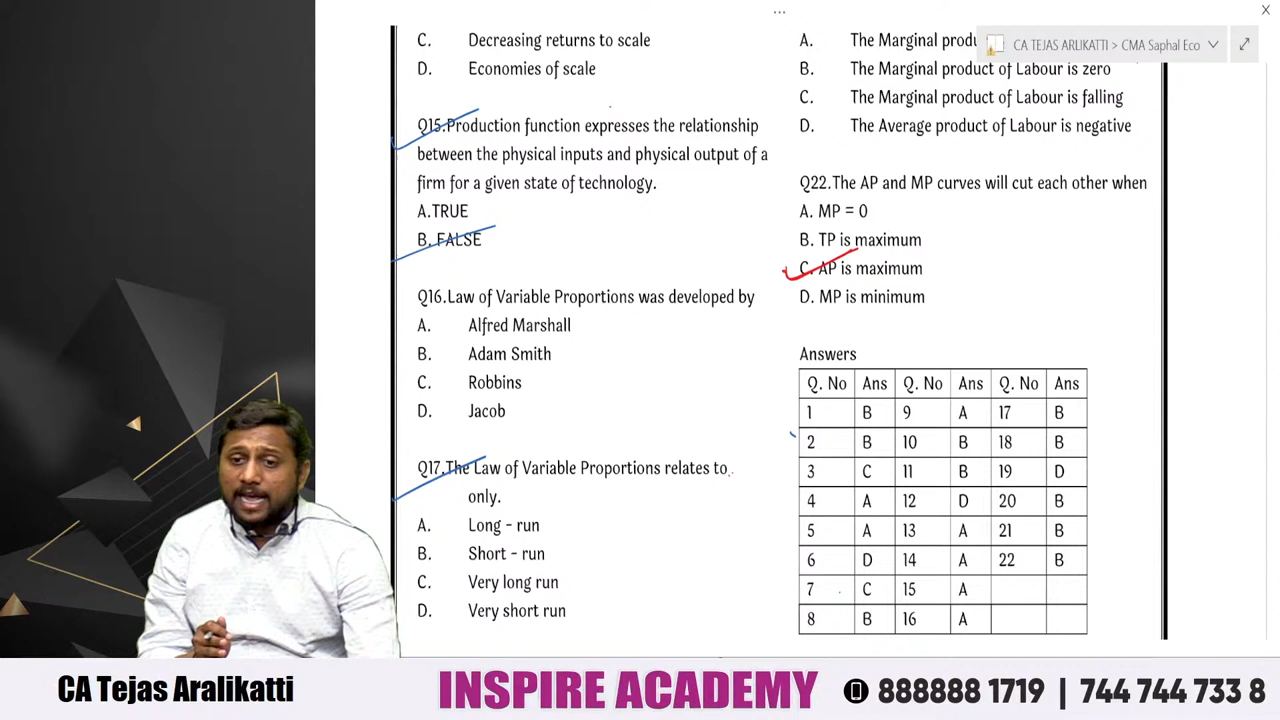 CA TEJAS ARLIKATTI > CMA Saphal Eco
C. Decreasing returns to scale
D. Economies of scale
Q15.Production function expresses the relationship
between the physical inputs and physical output of a
firm for a given state of technology.
A.TRUE
B. FALSE
Q16.Law of Variable Proportions was developed by
A. Alfred Marshall
B. Adam Smith
C. Robbins
D. Jacob
Q17.The Law of Variable Proportions relates to
only.
A. Long - run
B. Short - run
C. Very long run
D. Very short run
A. The Marginal
B. The Marginal product of Labour is zero
C. The Marginal product of Labour is falling
D. The Average product of Labour is negative
Q22.The AP and MP curves will cut each other when
A. MP = 0
B. TP is maximum
C. AP is maximum
D. MP is minimum
Answers
Q. No Ans Q. No Ans Q. No Ans
1 B 9 A 17 B
2 B 10 B 18 B
3 C 11 B 19 D
4 A 12 D 20 B
5 A 13 A 21 B
6 D 14 A 22 B
7 C 15 A
8 B 16 A
CA Tejas Aralikatti INSPIRE ACADEMY 888888 1719 | 744 744 733 8